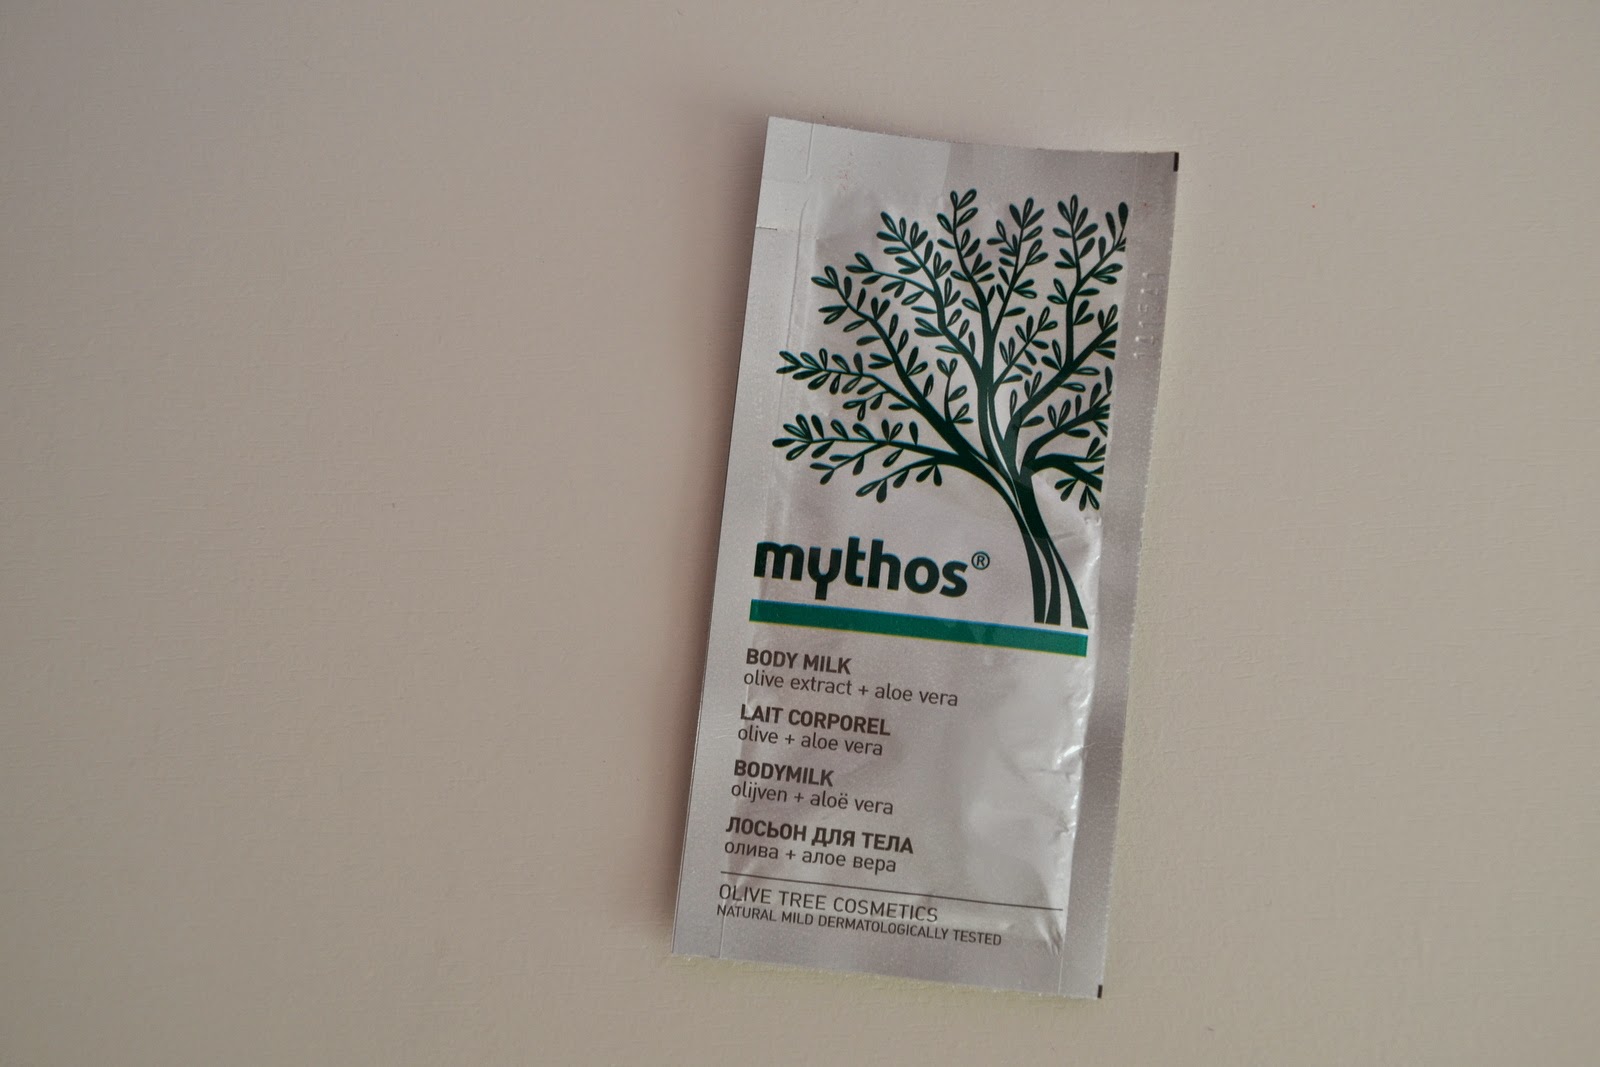 mythos®
BODY MILK
olive extract + aloe vera
LAIT CORPOREL
olive + aloe vera
BODYMILK
olijven + aloë vera
ЛОСЬОН ДЛЯ ТЕЛА
олива + алое вера
OLIVE TREE COSMETICS
NATURAL MILD DERMATOLOGICALLY TESTED